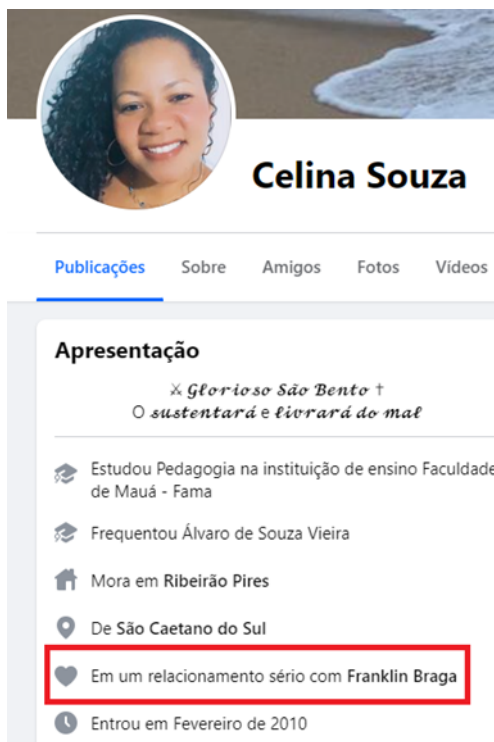 Celina Souza
Publicações Sobre Amigos Fotos Vídeos
Apresentação
⚔ 𝓖𝓵𝓸𝓻𝓲𝓸𝓼𝓸 𝓢ã𝓸 𝓑𝓮𝓷𝓽𝓸 †
O 𝓼𝓾𝓼𝓽𝓮𝓷𝓽𝓪𝓻á e 𝓵𝓲𝓿𝓻𝓪𝓻á 𝓭𝓸 𝓶𝓪𝓵
Estudou Pedagogia na instituição de ensino Faculdade
de Mauá - Fama
Frequentou Álvaro de Souza Vieira
Mora em Ribeirão Pires
De São Caetano do Sul
Em um relacionamento sério com Franklin Braga
Entrou em Fevereiro de 2010